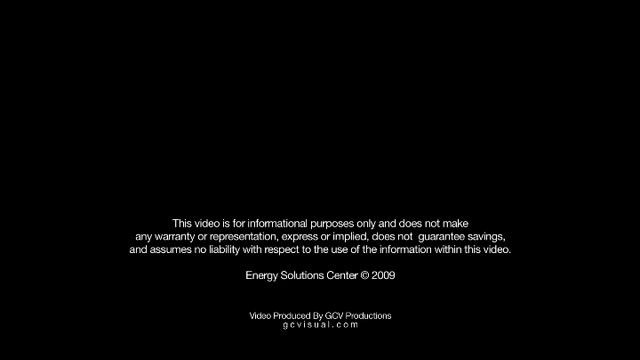 This video is for informational purposes only and does not make
any warranty or representation, express or implied, does not guarantee savings,
and assumes no liability with respect to the use of the information within this video.
Energy Solutions Center © 2009
Video Produced By GCV Productions
gcvisual.com